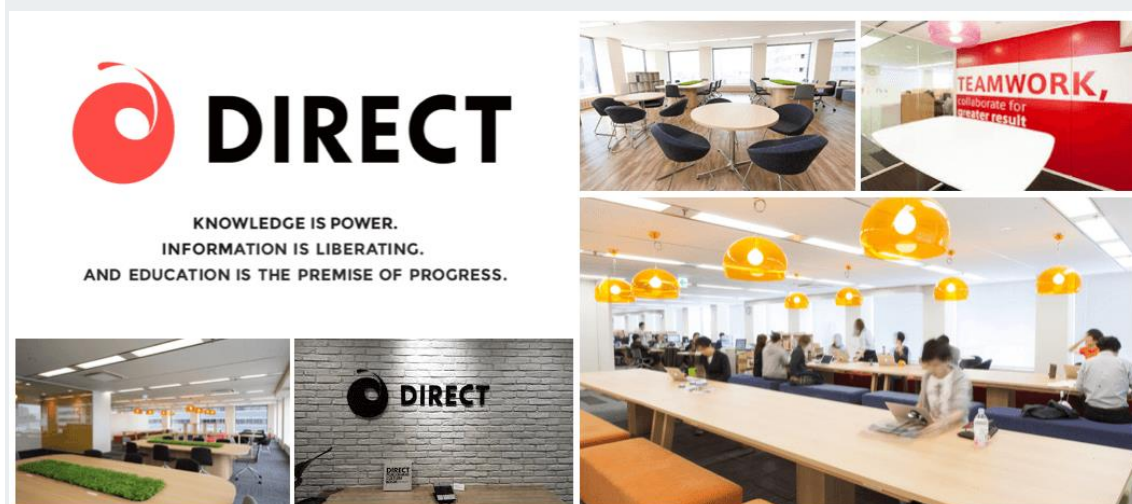 DIRECT
KNOWLEDGE IS POWER.
INFORMATION IS LIBERATING.
AND EDUCATION IS THE PREMISE OF PROGRESS.
TEAMWORK,
collaborate for
greater result
DIRECT
DIRECT